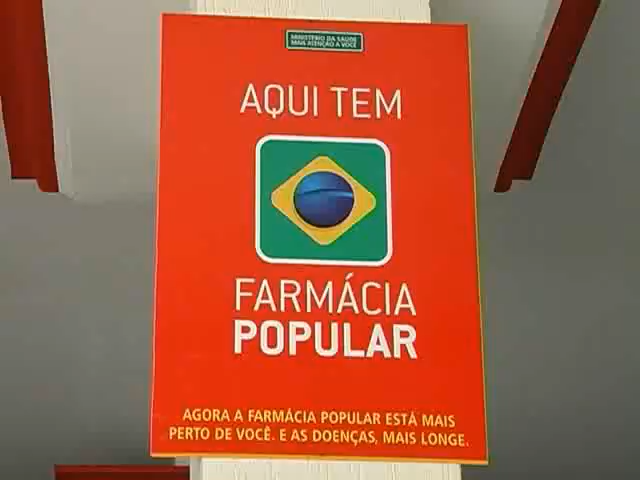 MINISTÉRIO DA SAÚDE
MAIS ATENÇÃO A VOCÊ
AQUI TEM
FARMÁCIA
POPULAR
AGORA A FARMÁCIA POPULAR ESTÁ MAIS
PERTO DE VOCÊ. E AS DOENÇAS, MAIS LONGE.